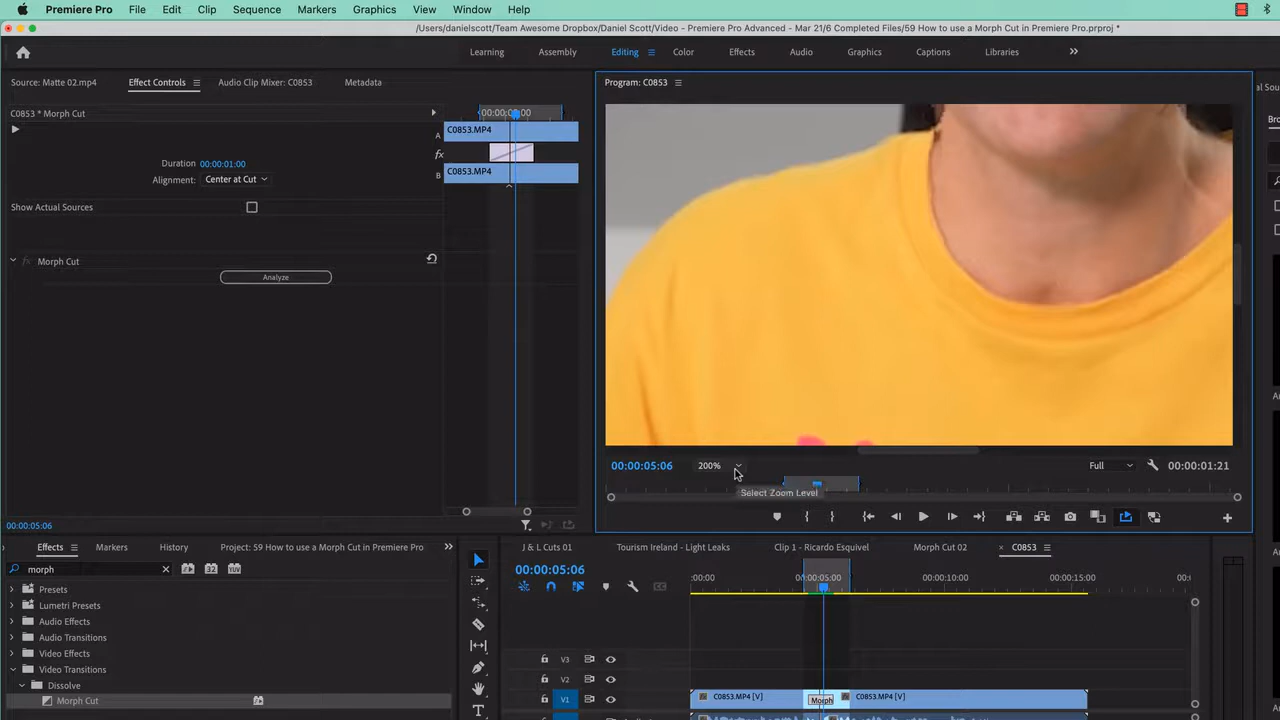 Premiere Pro File Edit Clip Sequence Markers Graphics View Window Help
/Users/danielscott/Team Awesome Dropbox/Daniel Scott/Video - Premiere Pro Advanced - Mar 21/6 Completed Files/59 How to use a Morph Cut in Premiere Pro.prproj *
Learning Assembly Editing Color Effects Audio Graphics Captions Libraries
Source: Matte 02.mp4 Effect Controls Audio Clip Mixer: C0853 Metadata
Program: C0853
C0853 * Morph Cut
A C0853.MP4
fx
B C0853.MP4
Duration 00:00:01:00
Alignment: Center at Cut
Show Actual Sources
fx Morph Cut
Analyze
00:00:05:06 200% Full 00:00:01:21
Select Zoom Level
00:00:05:06
Effects Markers History Project: 59 How to use a Morph Cut in Premiere Pro
J & L Cuts 01 Tourism Ireland - Light Leaks Clip 1 - Ricardo Esquivel Morph Cut 02 C0853
morph
00:00:05:06
:00:00 00:00:05:00 00:00:10:00 00:00:15:00
Presets
Lumetri Presets
Audio Effects
Audio Transitions
Video Effects
Video Transitions
Dissolve
Morph Cut
V3
V2
V1
C0853.MP4 [V] Morph C0853.MP4 [V]